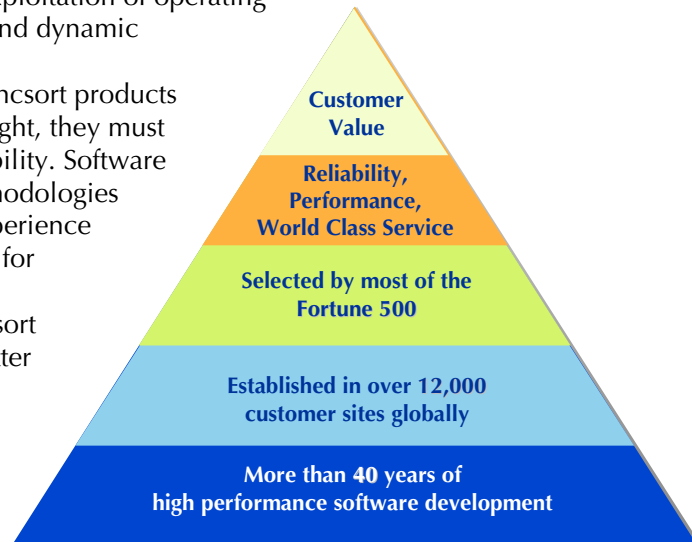 exploitation of operating
and dynamic
ncsort products
ght, they must
bility. Software
hodologies
perience
for
sort
ter
Customer
Value
Reliability,
Performance,
World Class Service
Selected by most of the
Fortune 500
Established in over 12,000
customer sites globally
More than 40 years of
high performance software development